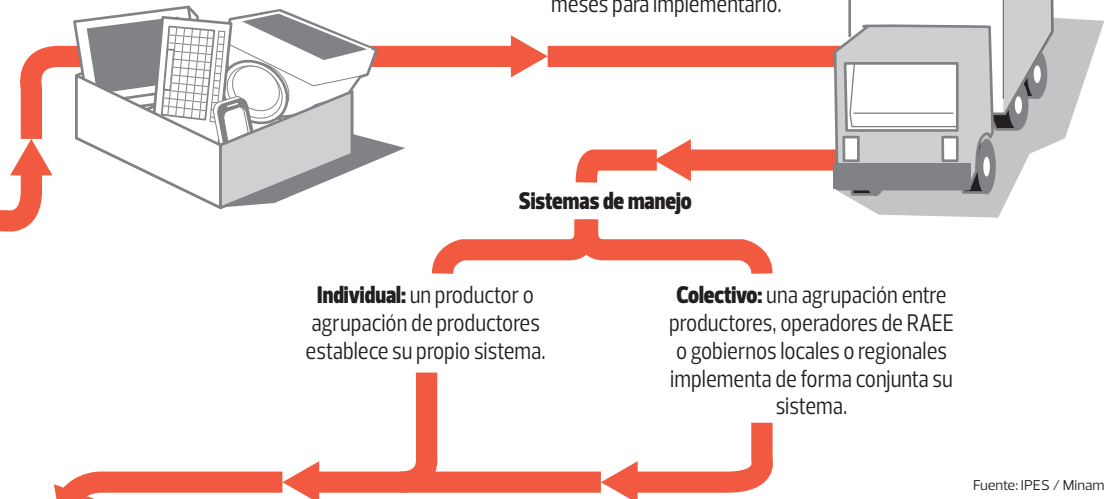 meses para implementarlo.
Sistemas de manejo
Individual: un productor o
agrupación de productores
establece su propio sistema.
Colectivo: una agrupación entre
productores, operadores de RAEE
o gobiernos locales o regionales
implementa de forma conjunta su
sistema.
Fuente: IPES / Minam